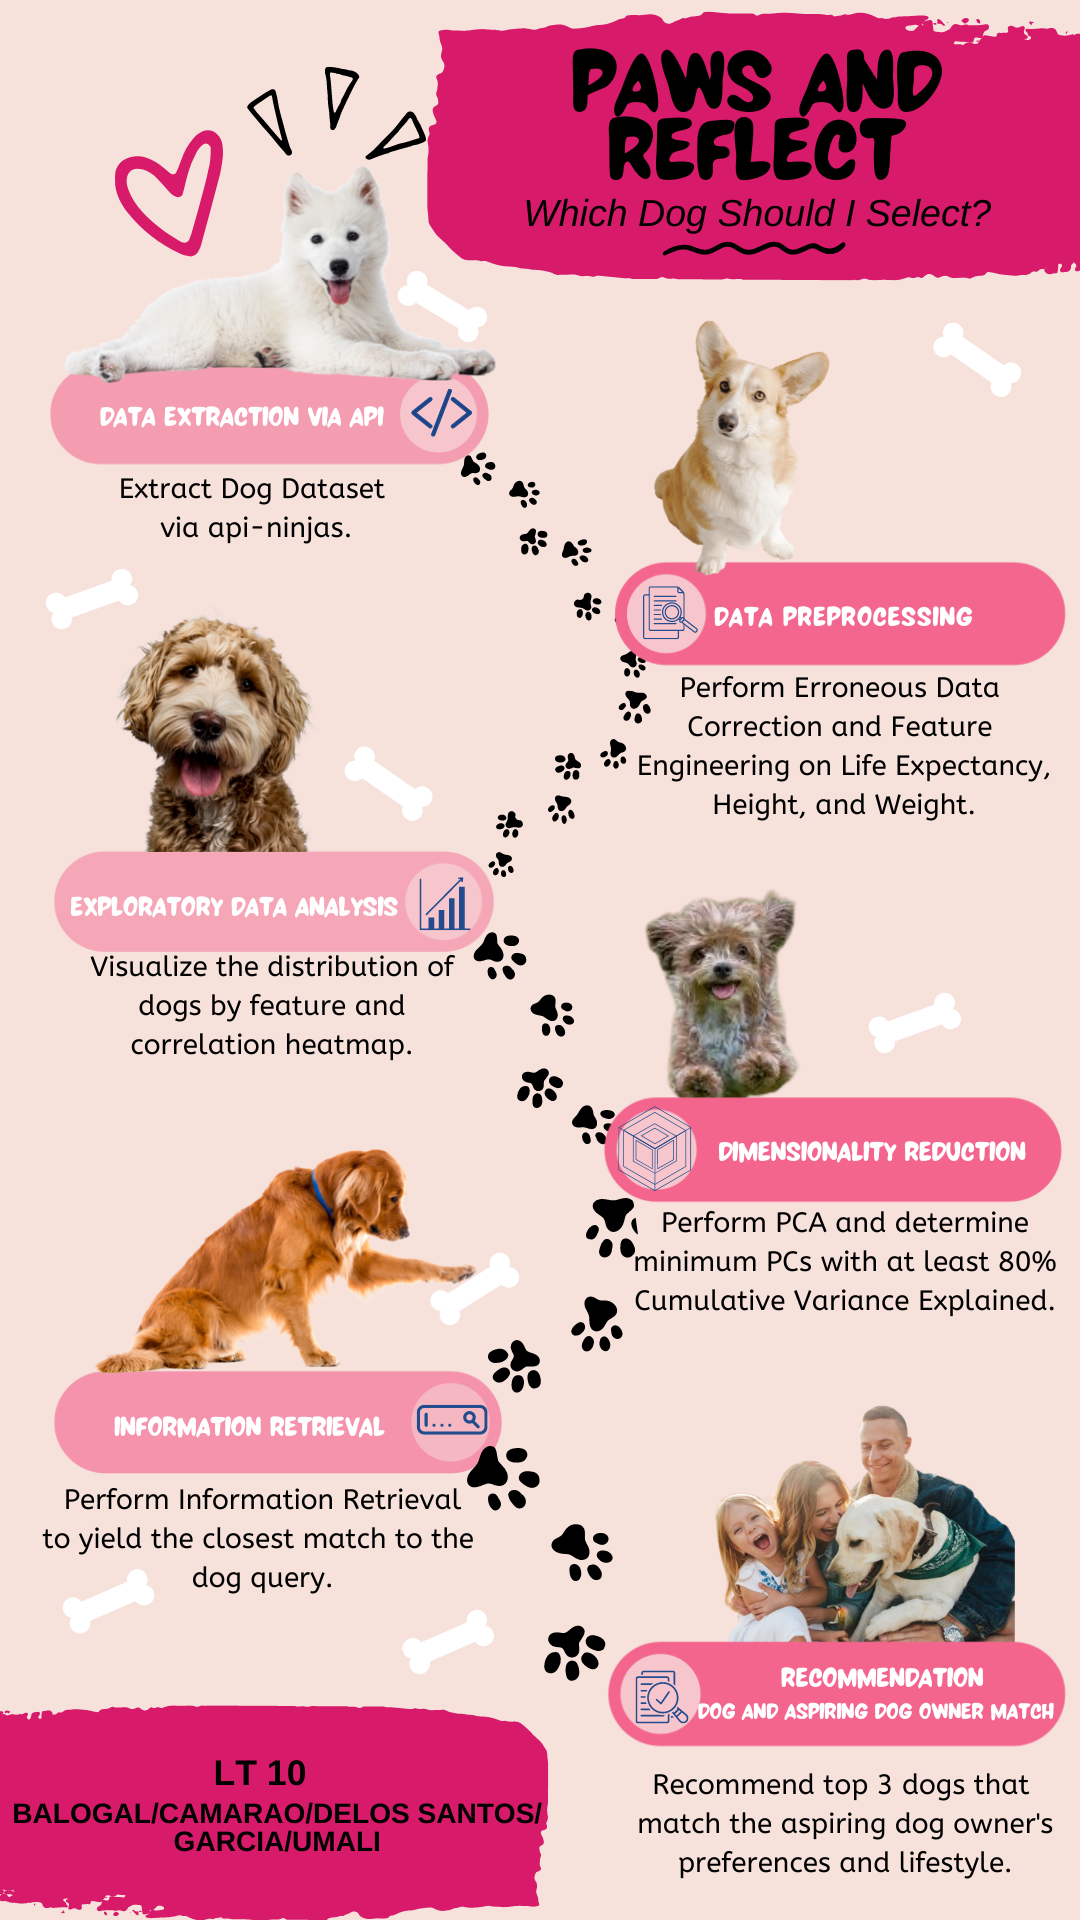 PAWS AND
REFLECT
Which Dog Should I Select?
DATA EXTRACTION VIA API
</>
Extract Dog Dataset
via api-ninjas.
DATA PREPROCESSING
Perform Erroneous Data
Correction and Feature
Engineering on Life Expectancy,
Height, and Weight.
EXPLORATORY DATA ANALYSIS
Visualize the distribution of
dogs by feature and
correlation heatmap.
DIMENSIONALITY REDUCTION
Perform PCA and determine
minimum PCs with at least 80%
Cumulative Variance Explained.
INFORMATION RETRIEVAL
Perform Information Retrieval
to yield the closest match to the
dog query.
RECOMMENDATION
DOG AND ASPIRING DOG OWNER MATCH
Recommend top 3 dogs that
match the aspiring dog owner's
preferences and lifestyle.
LT 10
BALOGAL/CAMARAO/DELOS SANTOS/
GARCIA/UMALI